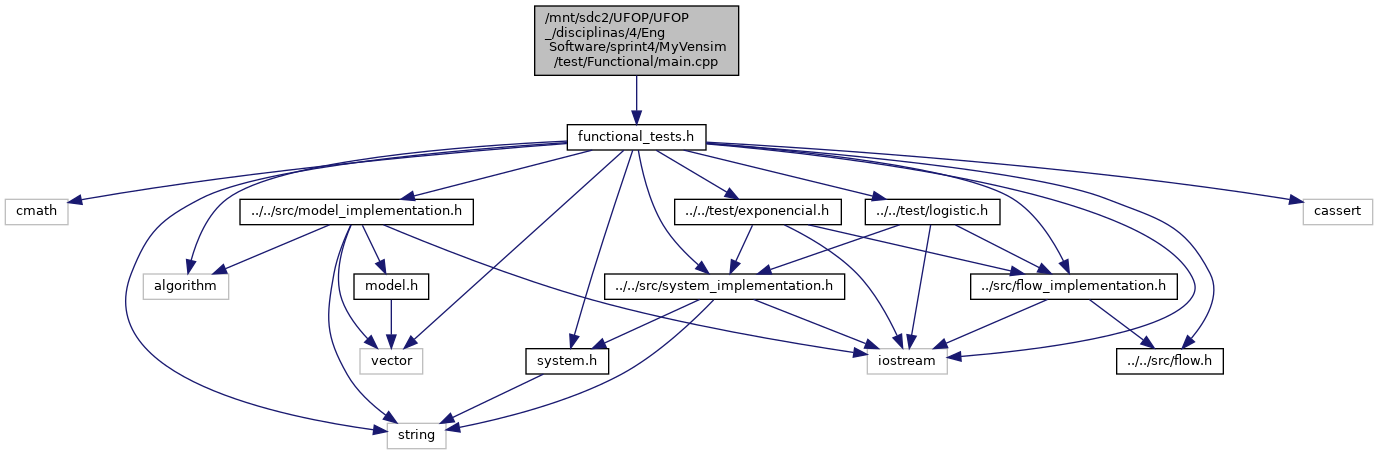 /mnt/sdc2/UFOP/UFOP
_/disciplinas/4/Eng
Software/sprint4/MyVensim
/test/Functional/main.cpp
functional_tests.h
cmath
../../src/model_implementation.h
../../test/exponencial.h
../../test/logistic.h
cassert
algorithm
model.h
../../src/system_implementation.h
../src/flow_implementation.h
vector
system.h
iostream
../../src/flow.h
string